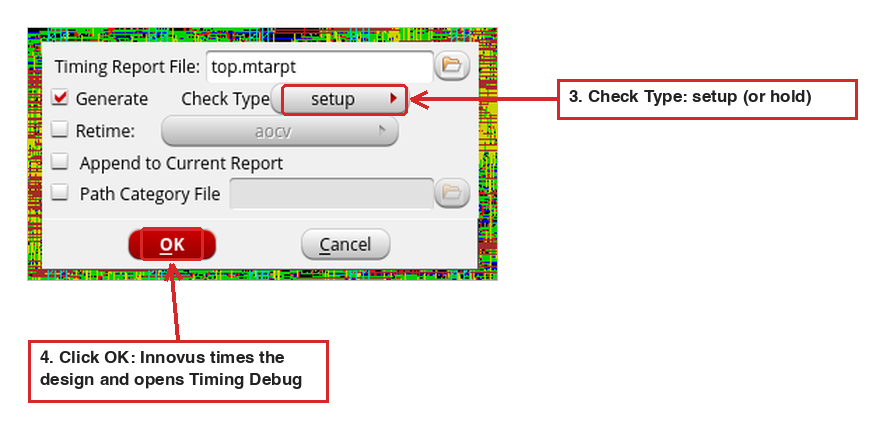 Timing Report File: top.mtarpt
Generate Check Type setup
3. Check Type: setup (or hold)
Retime: aocv
Append to Current Report
Path Category File
OK Cancel
4. Click OK: Innovus times the
design and opens Timing Debug